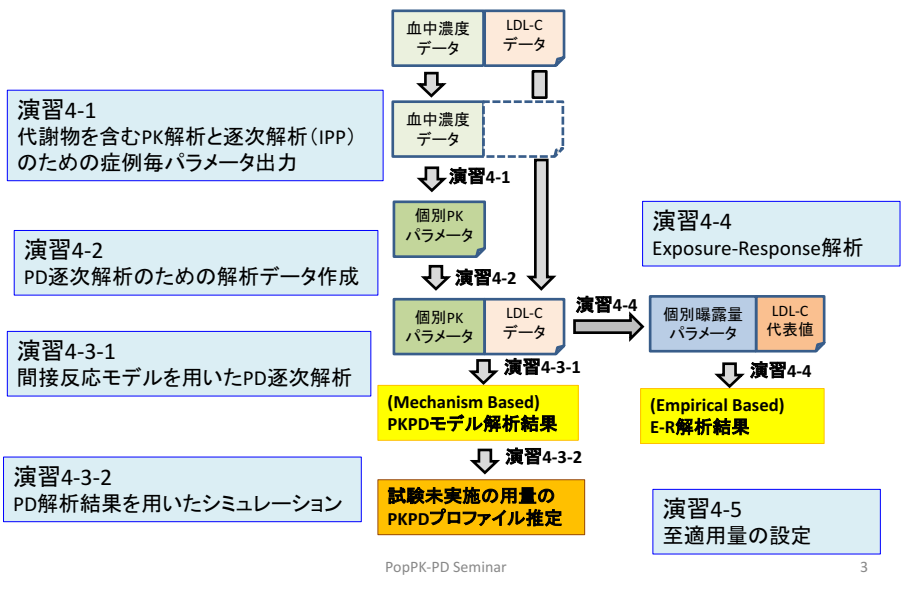 血中濃度
データ
LDL-C
データ
演習4-1
代謝物を含むPK解析と逐次解析（IPP）
のための症例毎パラメータ出力
血中濃度
データ
演習4-1
個別PK
パラメータ
演習4-2
PD逐次解析のための解析データ作成
演習4-2
演習4-4
Exposure-Response解析
個別PK
パラメータ
LDL-C
データ
演習4-4
個別曝露量
パラメータ
LDL-C
代表値
演習4-3-1
間接反応モデルを用いたPD逐次解析
演習4-3-1
演習4-4
(Mechanism Based)
PKPDモデル解析結果
(Empirical Based)
E-R解析結果
演習4-3-2
演習4-3-2
PD解析結果を用いたシミュレーション
試験未実施の用量の
PKPDプロファイル推定
演習4-5
至適用量の設定
PopPK-PD Seminar
3